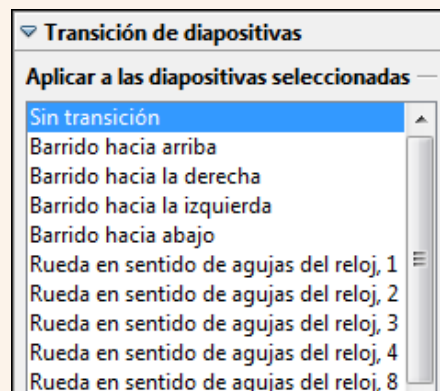 Transición de diapositivas
Aplicar a las diapositivas seleccionadas
Sin transición
Barrido hacia arriba
Barrido hacia la derecha
Barrido hacia la izquierda
Barrido hacia abajo
Rueda en sentido de agujas del reloj, 1
Rueda en sentido de agujas del reloj, 2
Rueda en sentido de agujas del reloj, 3
Rueda en sentido de agujas del reloj, 4
Rueda en sentido de agujas del reloj, 8